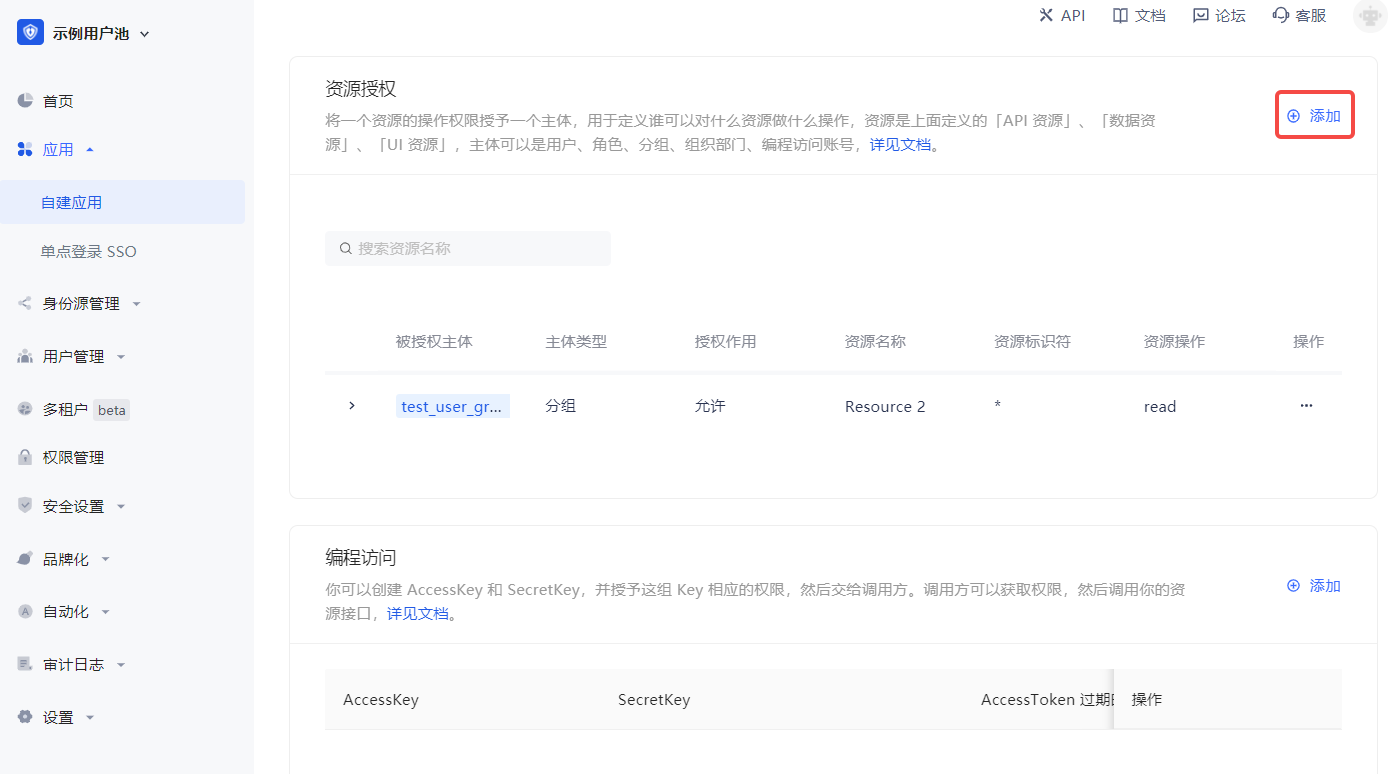 示例用户池
API
文档
论坛
客服
首页
应用
自建应用
单点登录 SSO
身份源管理
用户管理
多租户 beta
权限管理
安全设置
品牌化
自动化
审计日志
设置
资源授权
将一个资源的操作权限授予一个主体，用于定义谁可以对什么资源做什么操作，资源是上面定义的「API 资源」、「数据资
源」、「UI 资源」，主体可以是用户、角色、分组、组织部门、编程访问账号，详见文档。
添加
搜索资源名称
被授权主体 主体类型 授权作用 资源名称 资源标识符 资源操作 操作
test_user_gr... 分组 允许 Resource 2 * read ···
编程访问
你可以创建 AccessKey 和 SecretKey，并授予这组 Key 相应的权限，然后交给调用方。调用方可以获取权限，然后调用你的资
源接口，详见文档。
添加
AccessKey SecretKey AccessToken 过期 操作